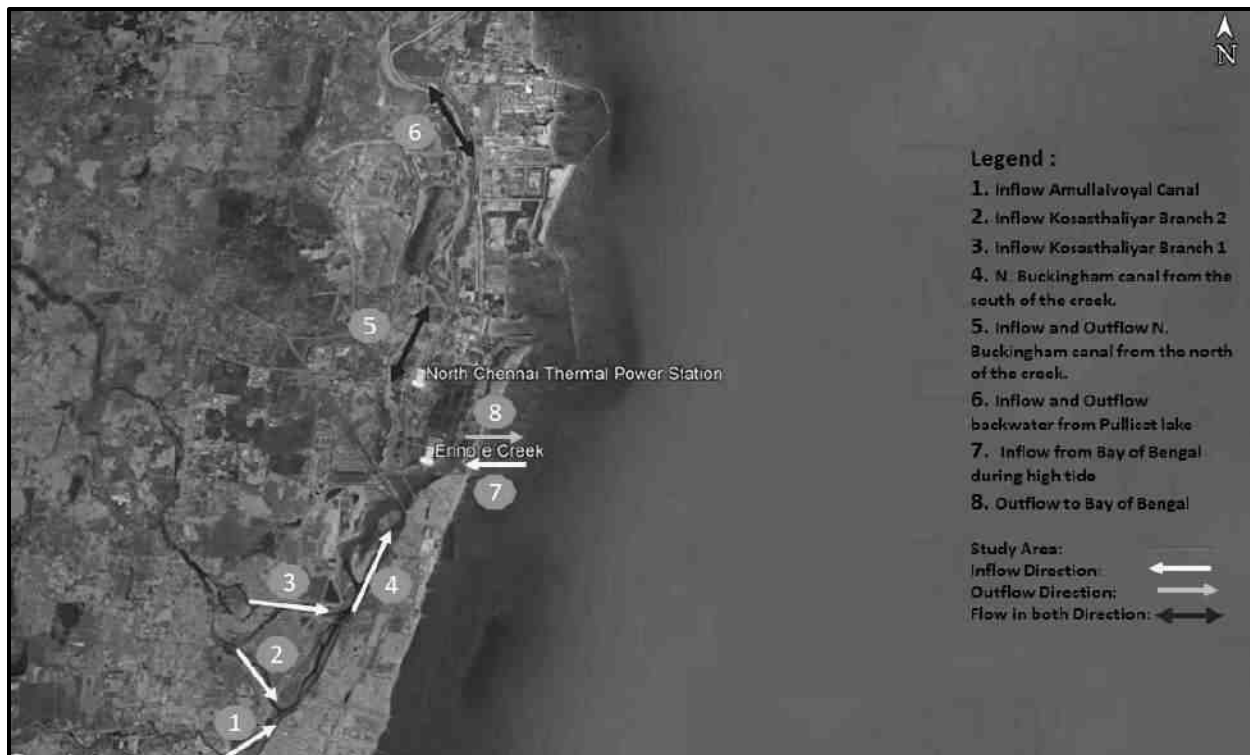 N
6
Legend :
1. Inflow Amullaivoyal Canal
2. Inflow Kosasthaliyar Branch 2
3. Inflow Kosasthaliyar Branch 1
4. N. Buckingham canal from the
south of the creek.
5. Inflow and Outflow N.
Buckingham canal from the north
of the creek.
6. Inflow and Outflow
backwater from Pullicat lake
7. Inflow from Bay of Bengal
during high tide
8. Outflow to Bay of Bengal
Study Area:
Inflow Direction:
Outflow Direction:
Flow in both Direction:
5
North Chennai Thermal Power Station
8
Ennore Creek
7
3
4
2
1